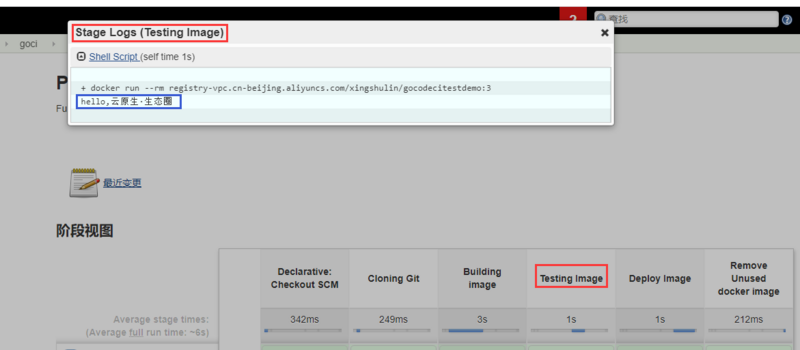 2
查找
goci
Stage Logs (Testing Image)
Shell Script (self time 1s)
+ docker run --rm registry-vpc.cn-beijing.aliyuncs.com/xingshulin/gocodecitestdemo:3
hello,云原生·生态圈
P
Fu
最近变更
阶段视图
Declarative: Checkout SCM
Cloning Git
Building image
Testing Image
Deploy Image
Remove Unused docker image
Average stage times:
(Average full run time: ~6s)
342ms
249ms
3s
1s
1s
212ms